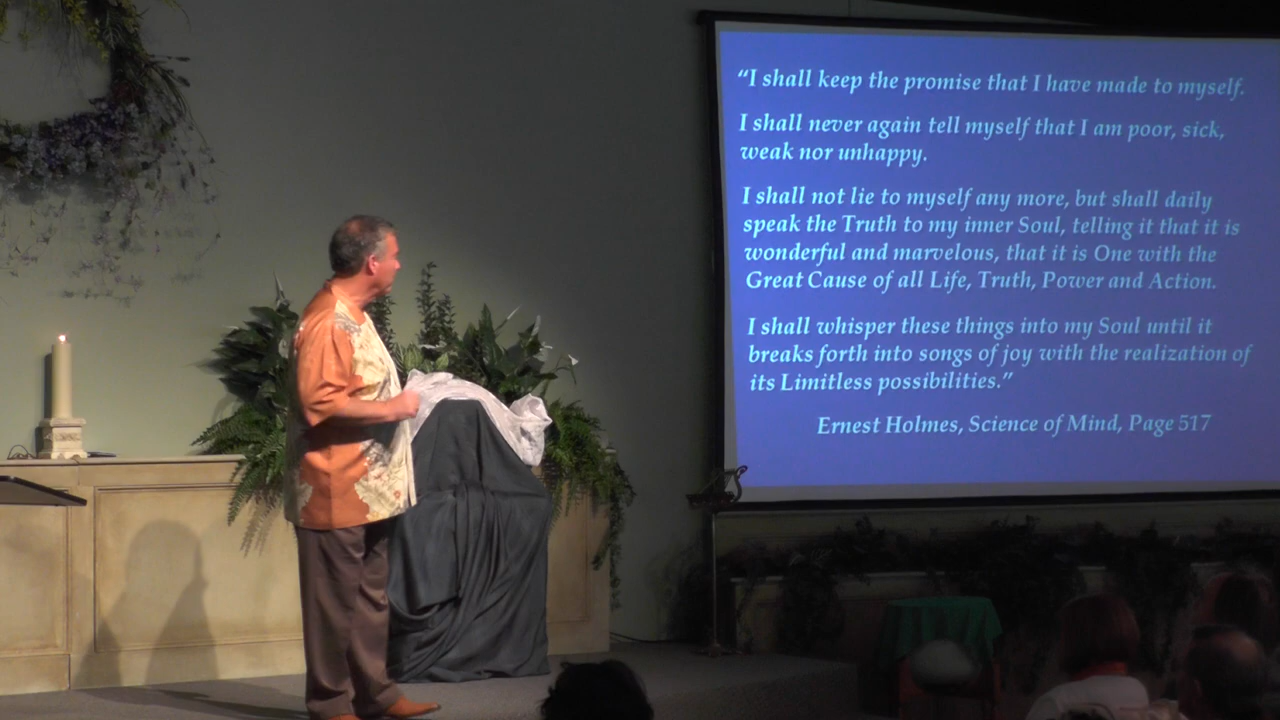 “I shall keep the promise that I have made to myself.
I shall never again tell myself that I am poor, sick,
weak nor unhappy.
I shall not lie to myself any more, but shall daily
speak the Truth to my inner Soul, telling it that it is
wonderful and marvelous, that it is One with the
Great Cause of all Life, Truth, Power and Action.
I shall whisper these things into my Soul until it
breaks forth into songs of joy with the realization of
its Limitless possibilities.”
Ernest Holmes, Science of Mind, Page 517